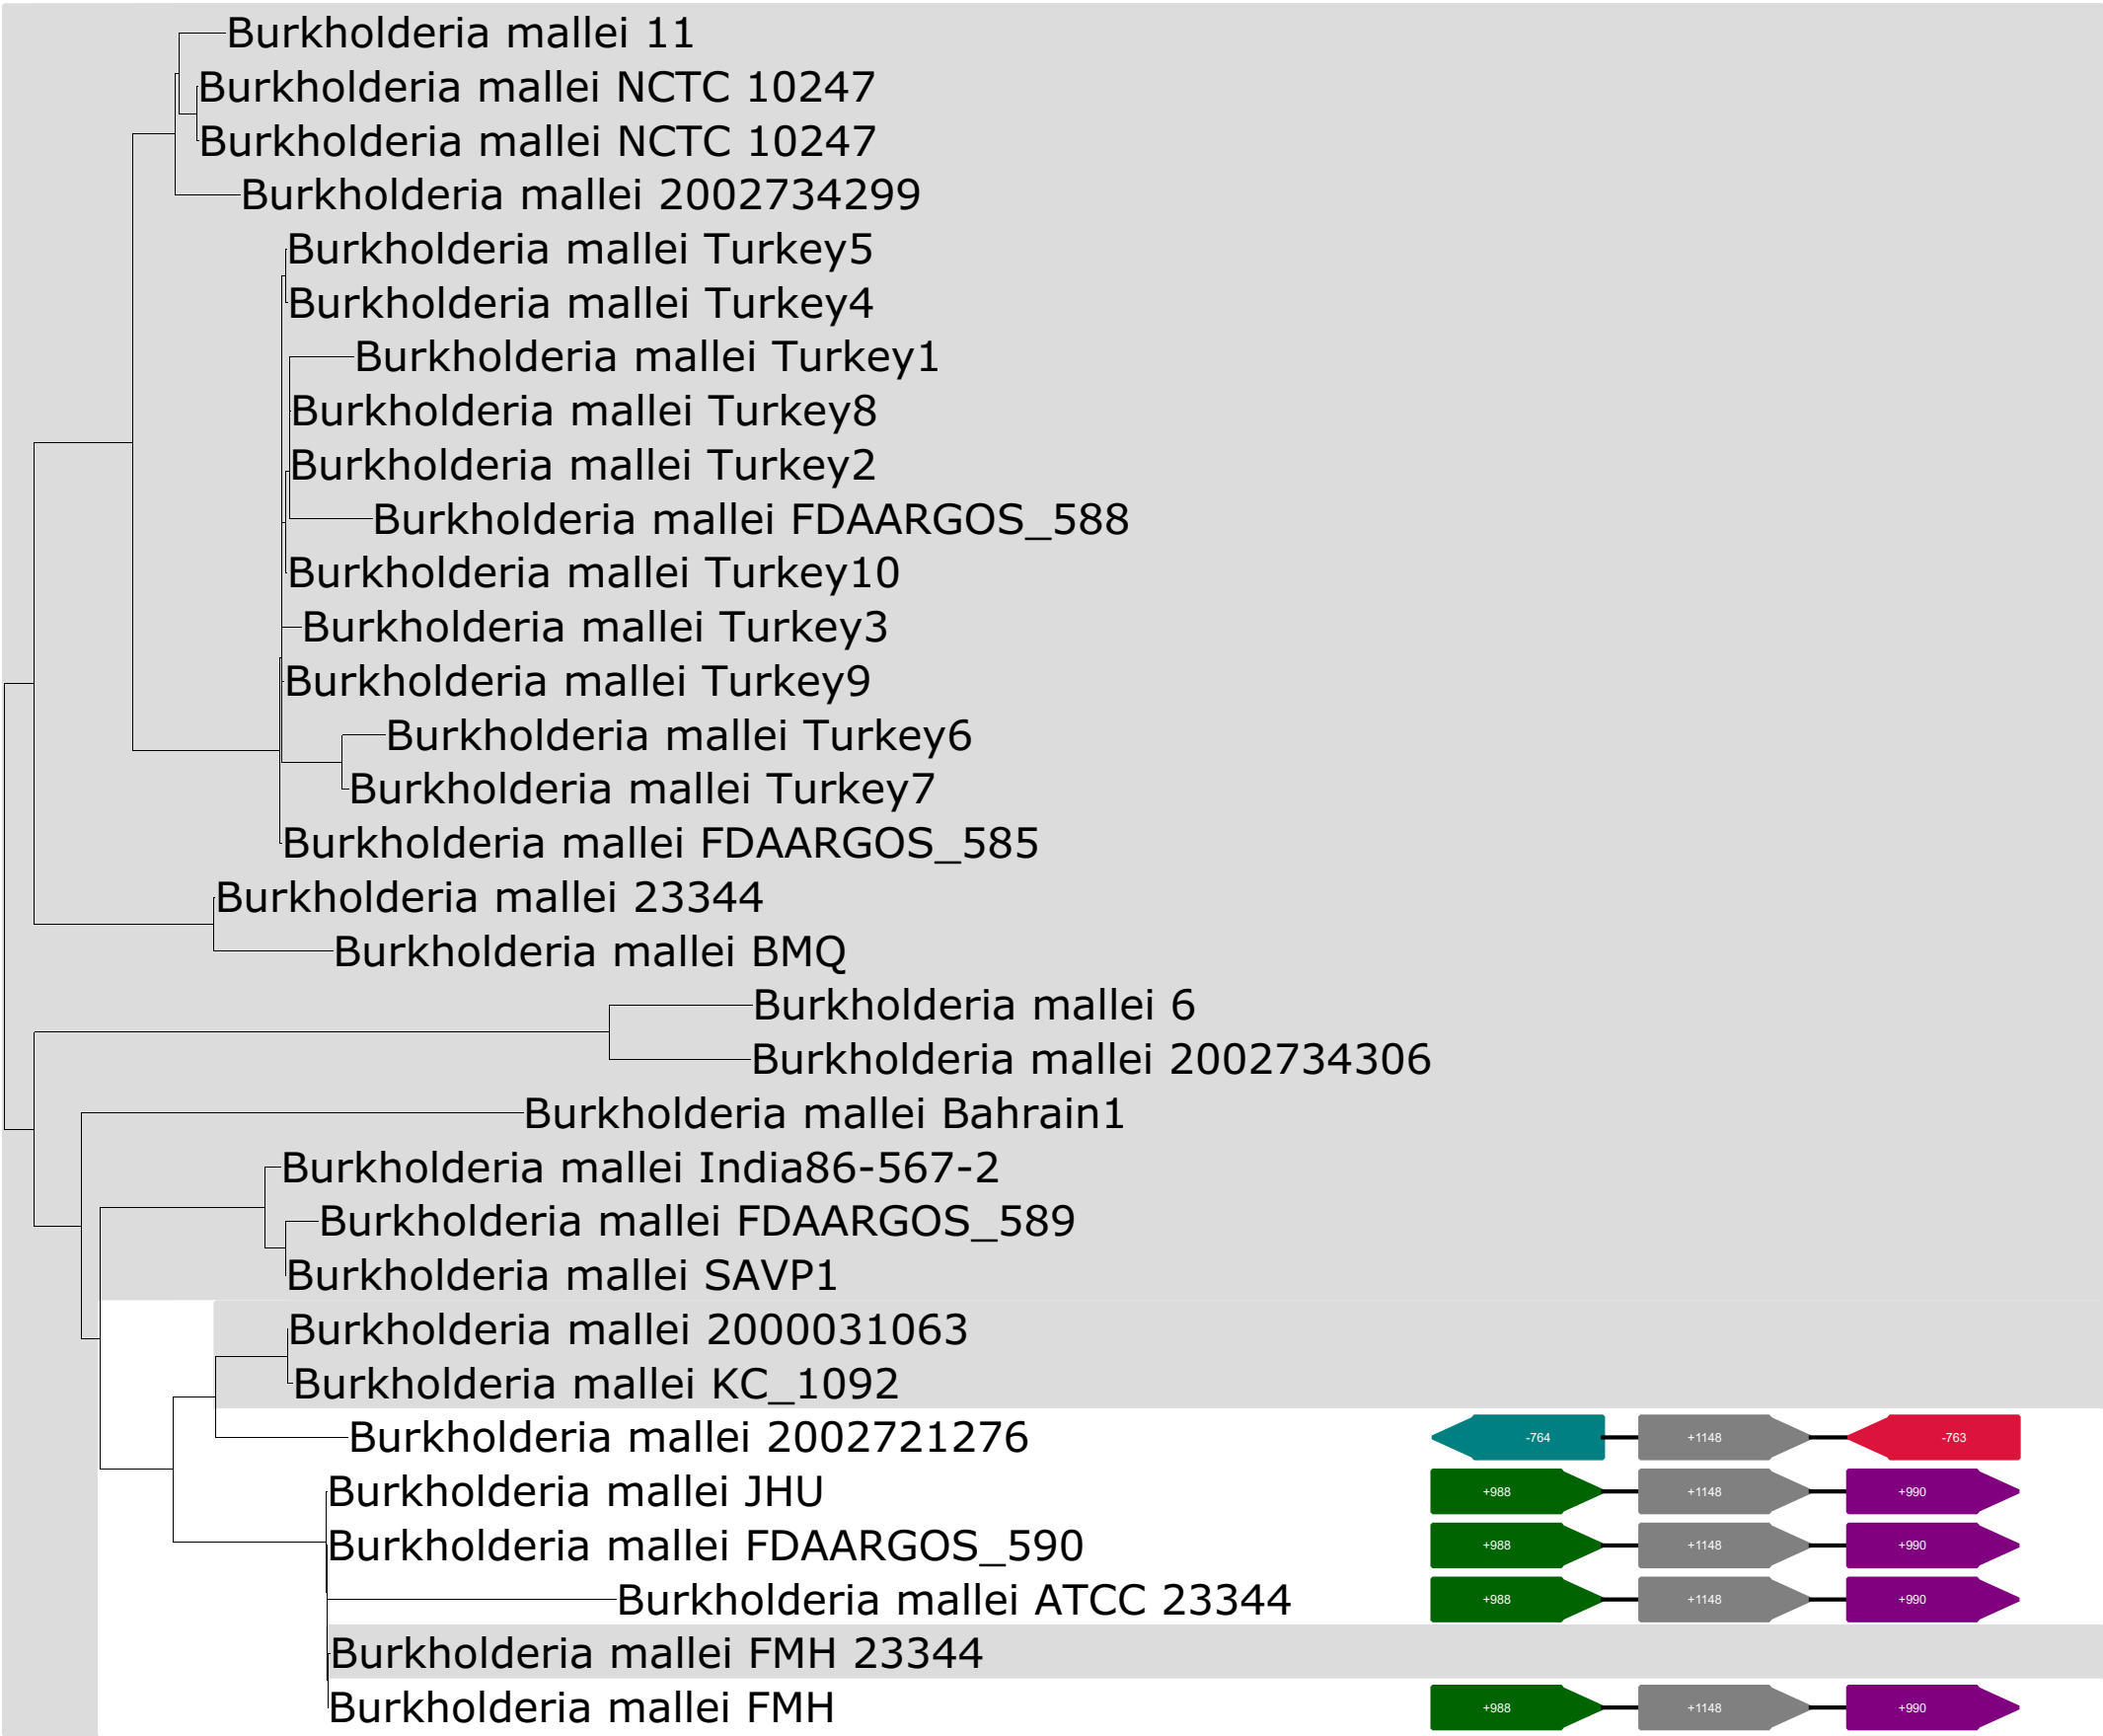 Burkholderia mallei 11
Burkholderia mallei NCTC 10247
Burkholderia mallei NCTC 10247
Burkholderia mallei 2002734299
Burkholderia mallei Turkey5
Burkholderia mallei Turkey4
Burkholderia mallei Turkey1
Burkholderia mallei Turkey8
Burkholderia mallei Turkey2
Burkholderia mallei FDAARGOS_588
Burkholderia mallei Turkey10
Burkholderia mallei Turkey3
Burkholderia mallei Turkey9
Burkholderia mallei Turkey6
Burkholderia mallei Turkey7
Burkholderia mallei FDAARGOS_585
Burkholderia mallei 23344
Burkholderia mallei BMQ
Burkholderia mallei 6
Burkholderia mallei 2002734306
Burkholderia mallei Bahrain1
Burkholderia mallei India86-567-2
Burkholderia mallei FDAARGOS_589
Burkholderia mallei SAVP1
Burkholderia mallei 2000031063
Burkholderia mallei KC_1092
Burkholderia mallei 2002721276 -764 +1148 -763
Burkholderia mallei JHU +988 +1148 +990
Burkholderia mallei FDAARGOS_590 +988 +1148 +990
Burkholderia mallei ATCC 23344 +988 +1148 +990
Burkholderia mallei FMH 23344
Burkholderia mallei FMH +988 +1148 +990